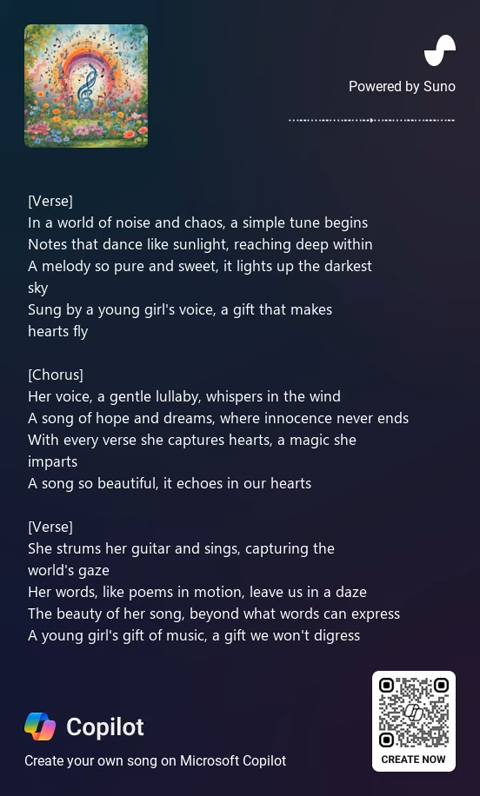 Powered by Suno
[Verse]
In a world of noise and chaos, a simple tune begins
Notes that dance like sunlight, reaching deep within
A melody so pure and sweet, it lights up the darkest
sky
Sung by a young girl's voice, a gift that makes
hearts fly
[Chorus]
Her voice, a gentle lullaby, whispers in the wind
A song of hope and dreams, where innocence never ends
With every verse she captures hearts, a magic she
imparts
A song so beautiful, it echoes in our hearts
[Verse]
She strums her guitar and sings, capturing the
world's gaze
Her words, like poems in motion, leave us in a daze
The beauty of her song, beyond what words can express
A young girl's gift of music, a gift we won't digress
Copilot
Create your own song on Microsoft Copilot
CREATE NOW